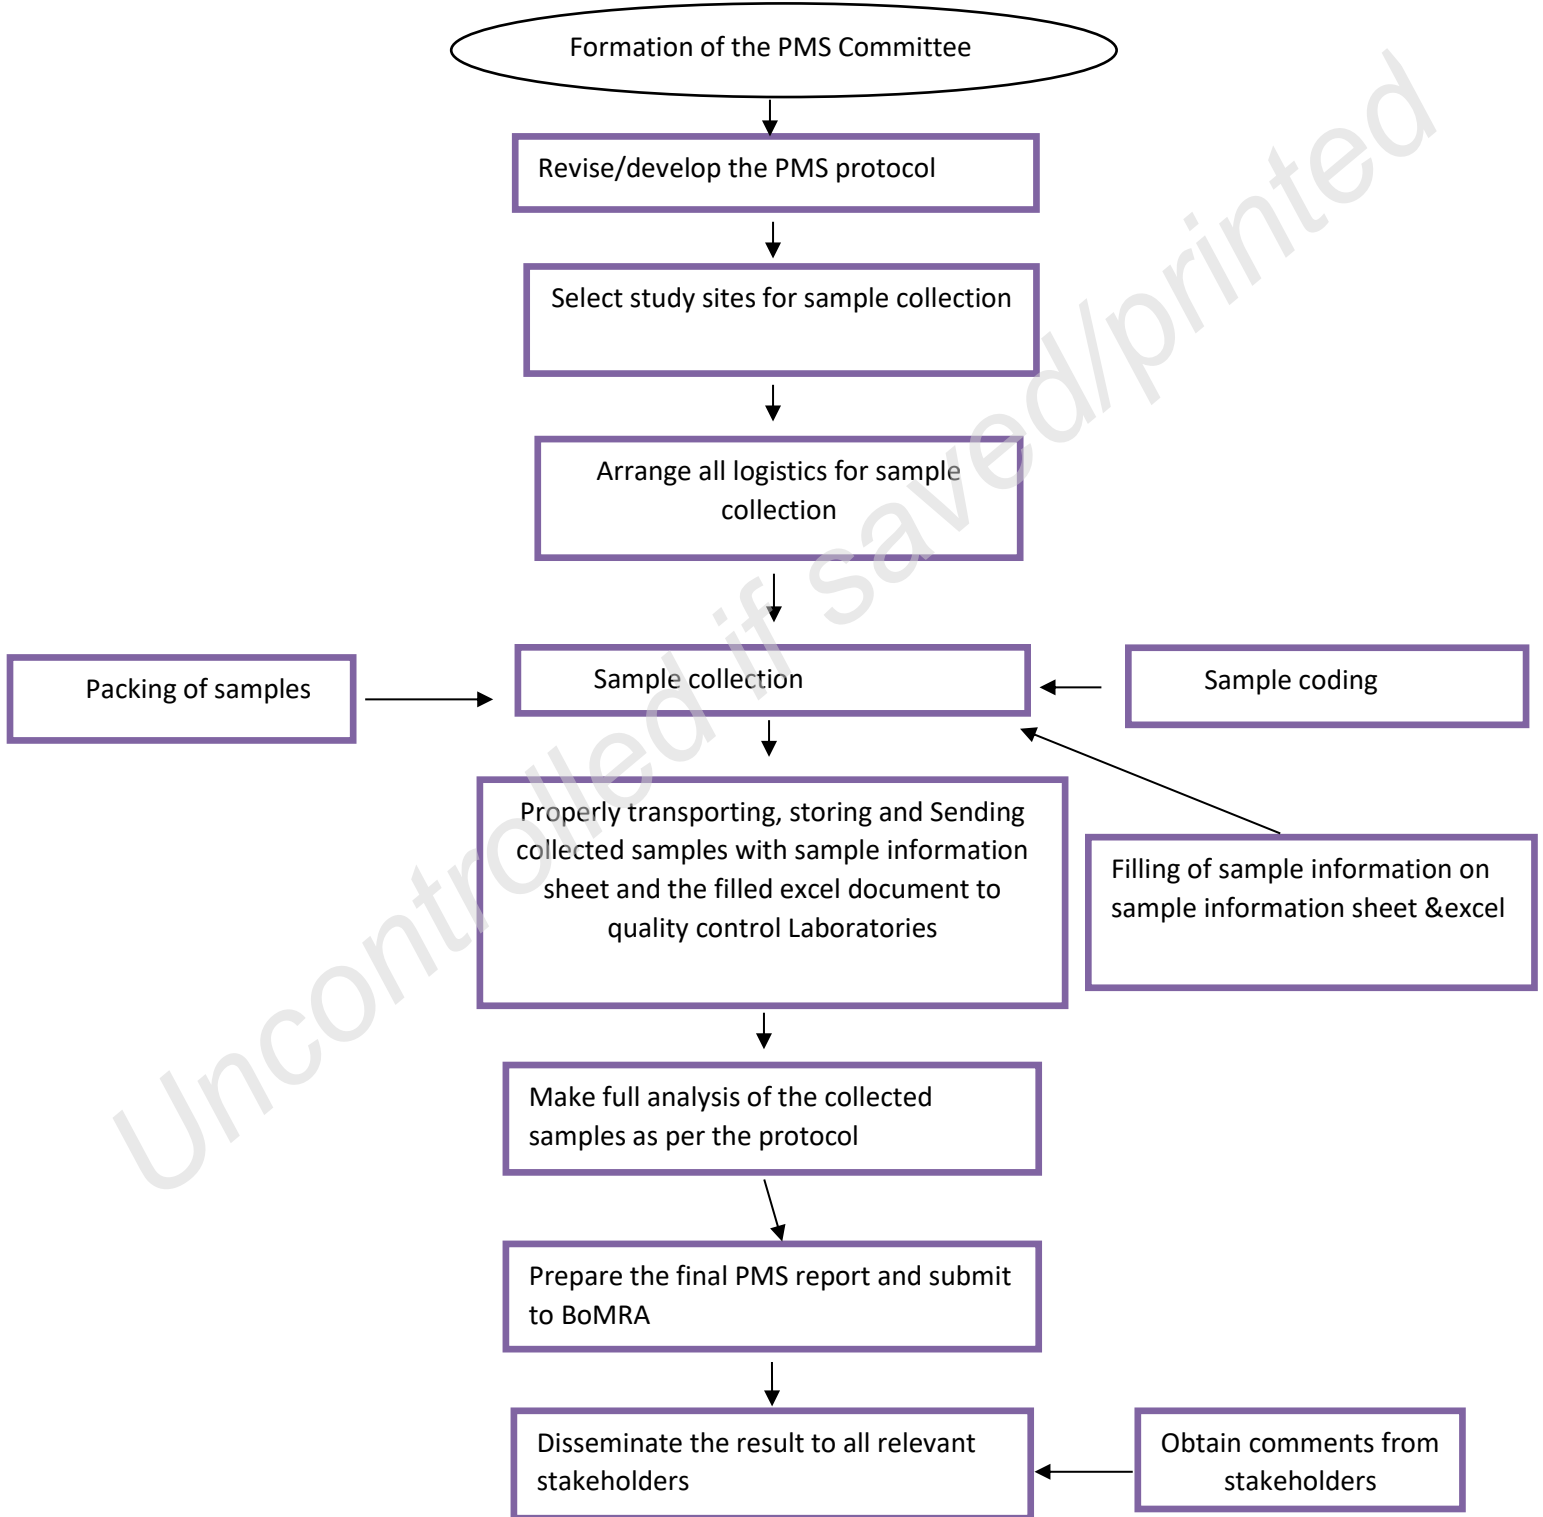 Formation of the PMS Committee
Revise/develop the PMS protocol
Select study sites for sample collection
Arrange all logistics for sample
collection
Packing of samples
Sample collection
Sample coding
Properly transporting, storing and Sending
collected samples with sample information
sheet and the filled excel document to
quality control Laboratories
Filling of sample information on
sample information sheet &excel
Make full analysis of the collected
samples as per the protocol
Prepare the final PMS report and submit
to BoMRA
Disseminate the result to all relevant
stakeholders
Obtain comments from
stakeholders
Uncontrolled if saved/printed